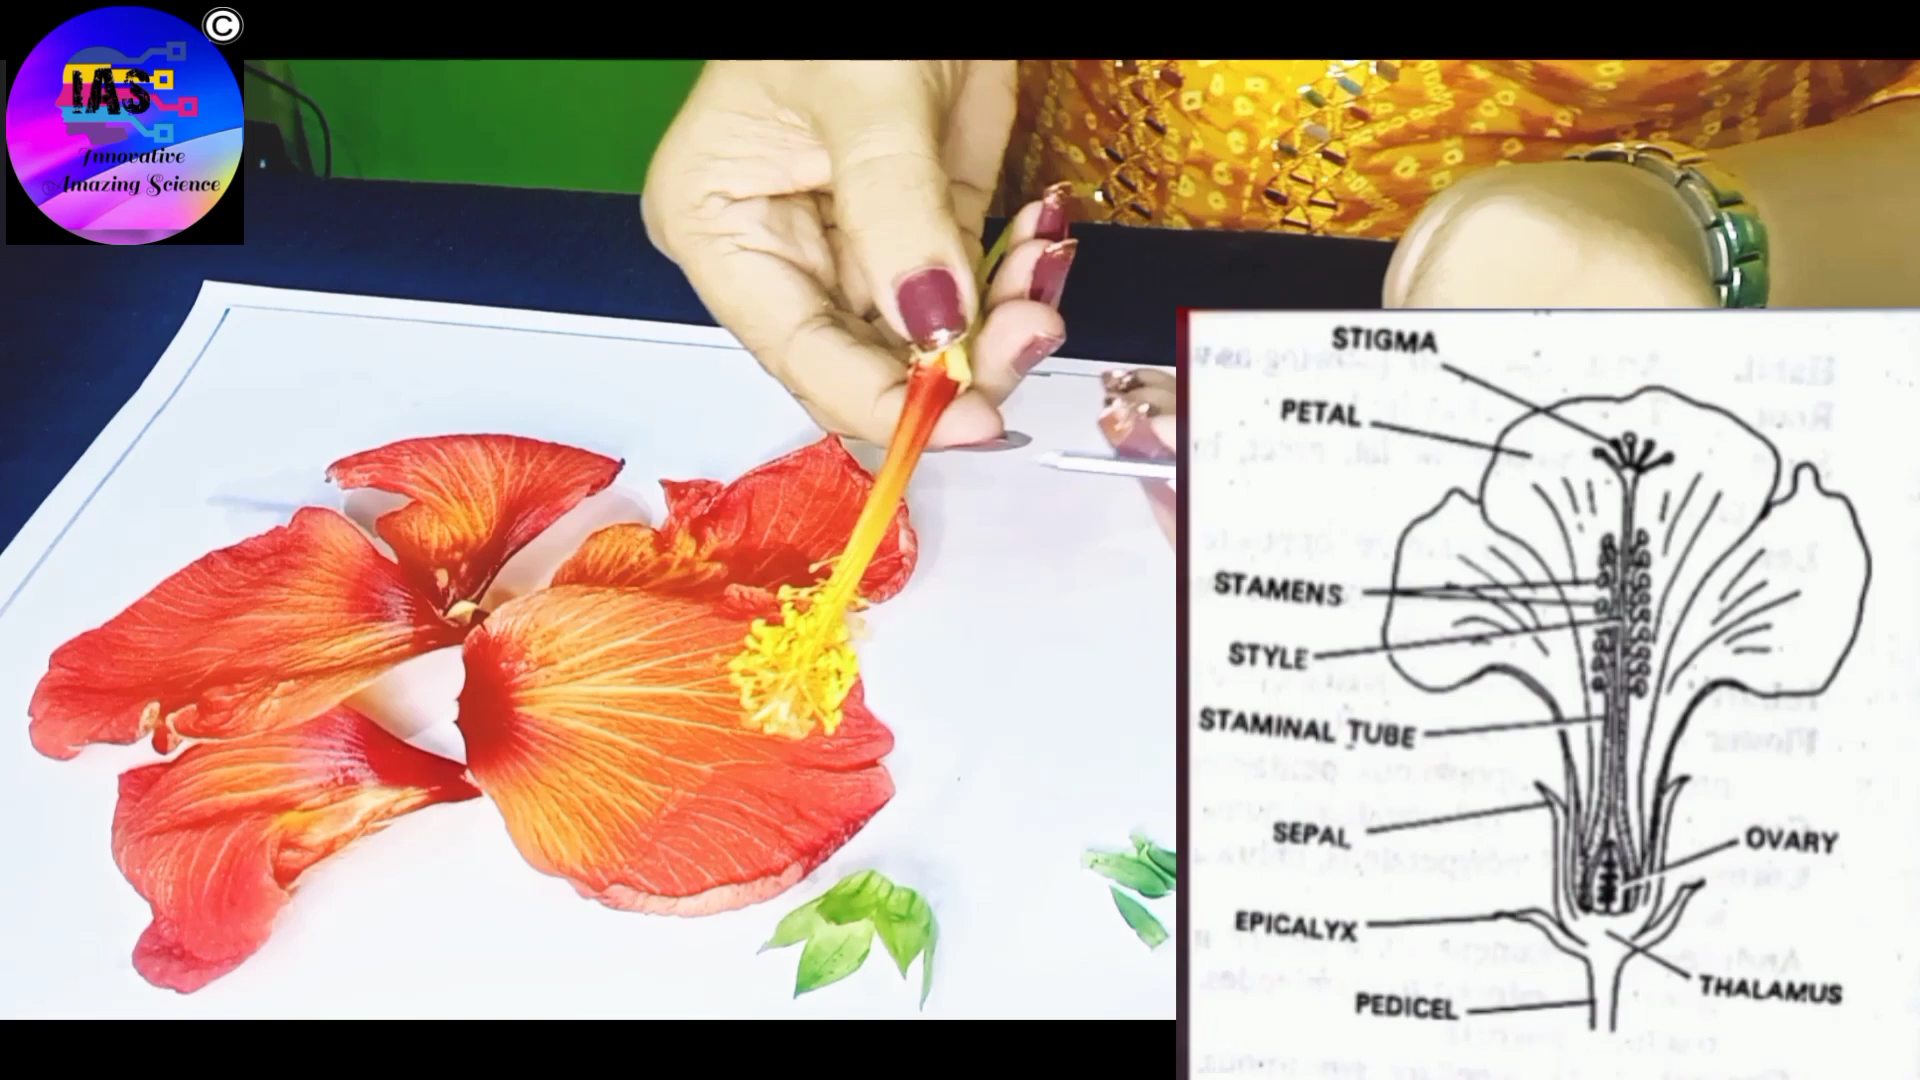 ©
IAS
Innovative
Amazing Science
STIGMA
PETAL
STAMENS
STYLE
STAMINAL TUBE
SEPAL
OVARY
EPICALYX
THALAMUS
PEDICEL